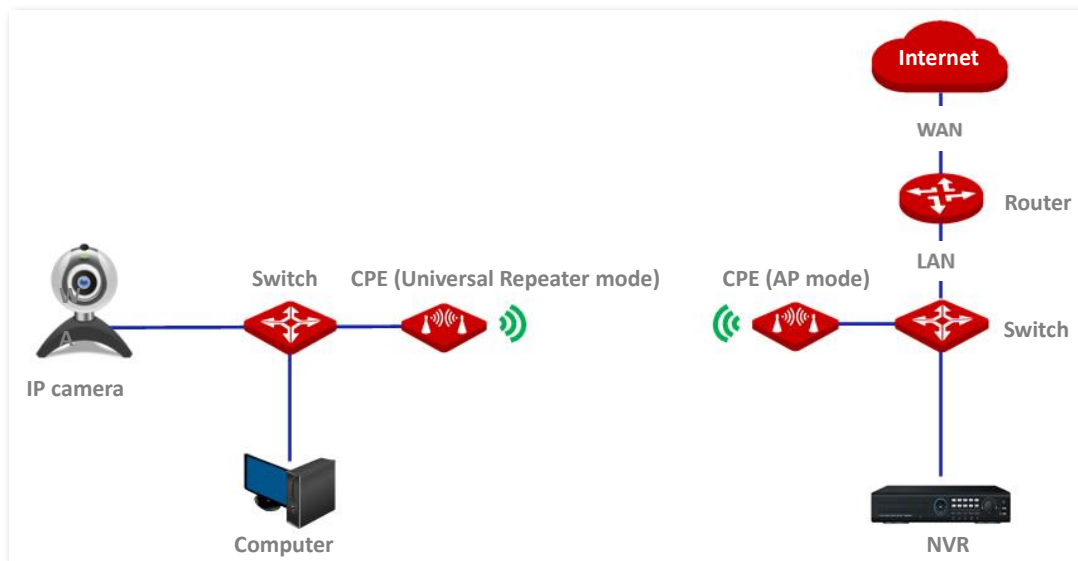 Internet
WAN
Router
LAN
Switch
CPE (Universal Repeater mode)
CPE (AP mode)
Switch
W
A
IP camera
Computer
NVR